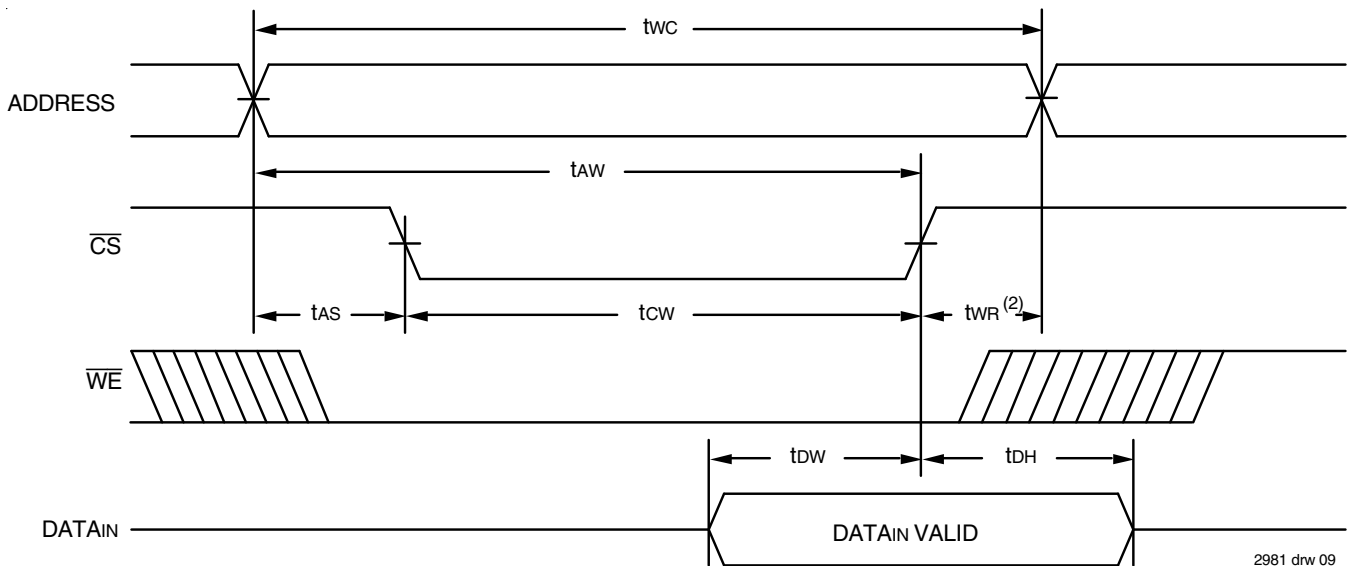 tWC
ADDRESS
tAW
CS
tAS
tCW
tWR (2)
WE
tDW
tDH
DATAIN
DATAIN VALID
2981 drw 09